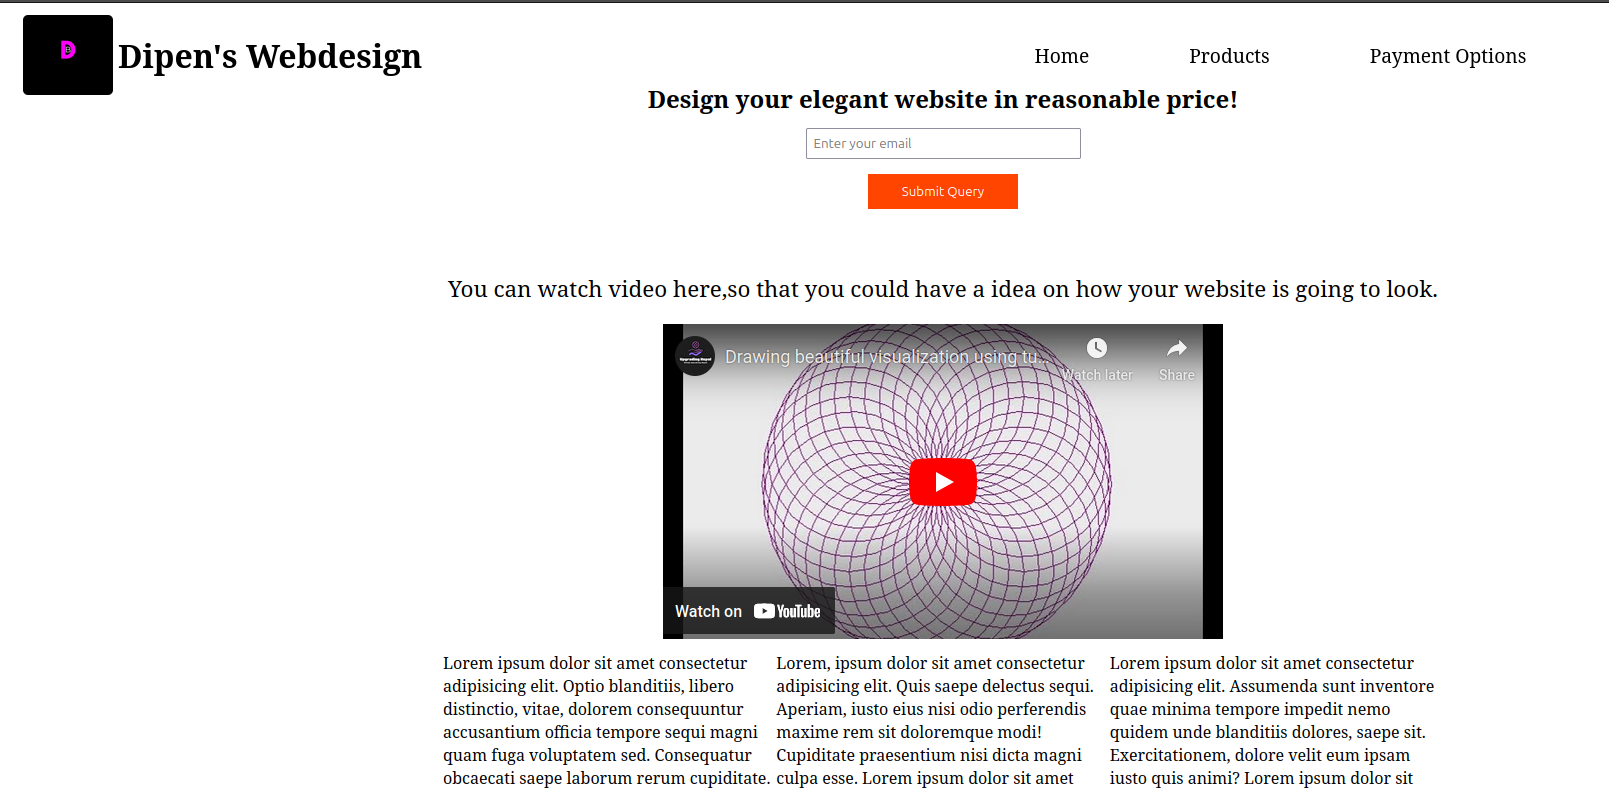 D
B
Dipen's Webdesign
Home Products Payment Options
Design your elegant website in reasonable price!
Enter your email
Submit Query
You can watch video here,so that you could have a idea on how your website is going to look.
Drawing beautiful visualization using tu...
Watch later
Share
Watch on YouTube
Lorem ipsum dolor sit amet consectetur
adipisicing elit. Optio blanditiis, libero
distinctio, vitae, dolorem consequuntur
accusantium officia tempore sequi magni
quam fuga voluptatem sed. Consequatur
obcaecati saepe laborum rerum cupiditate.
Lorem, ipsum dolor sit amet consectetur
adipisicing elit. Quis saepe delectus sequi.
Aperiam, iusto eius nisi odio perferendis
maxime rem sit doloremque modi!
Cupiditate praesentium nisi dicta magni
culpa esse. Lorem ipsum dolor sit amet
Lorem ipsum dolor sit amet consectetur
adipisicing elit. Assumenda sunt inventore
quae minima tempore impedit nemo
quidem unde blanditiis dolores, saepe sit.
Exercitationem, dolore velit eum ipsam
iusto quis animi? Lorem ipsum dolor sit